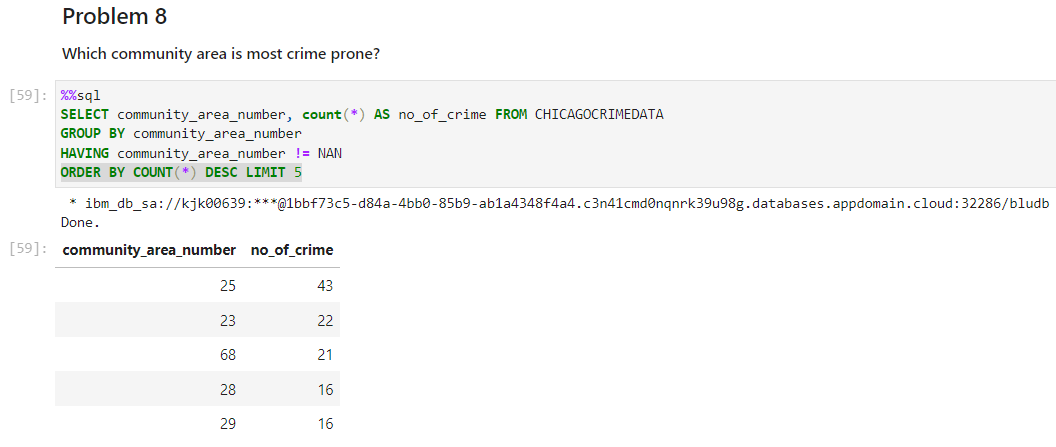 Problem 8
Which community area is most crime prone?
[59]: %%sql
SELECT community_area_number, count(*) AS no_of_crime FROM CHICAGOCRIMEDATA
GROUP BY community_area_number
HAVING community_area_number != NAN
ORDER BY COUNT(*) DESC LIMIT 5
* ibm_db_sa://kjk00639:***@1bbf73c5-d84a-4bb0-85b9-ab1a4348f4a4.c3n41cmd0nqnrk39u98g.databases.appdomain.cloud:32286/bludb
Done.
[59]: community_area_number no_of_crime
25 43
23 22
68 21
28 16
29 16